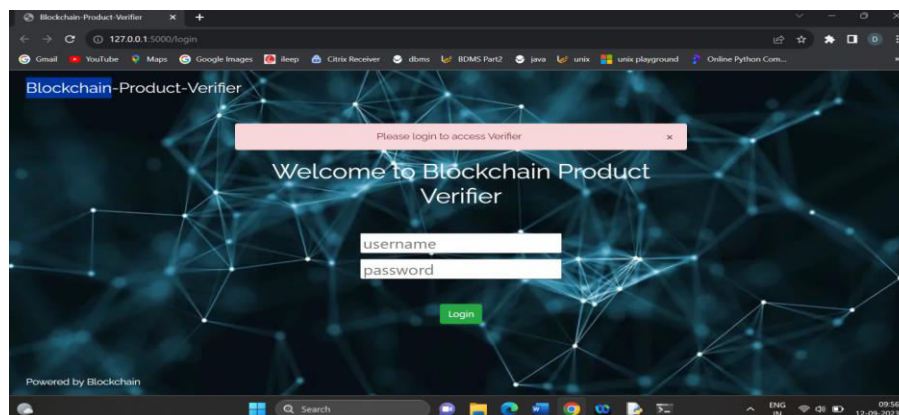 Blockchain-Product-Verifier
127.0.0.1:5000/login
Gmail YouTube Maps Google Images ileep Citrix Receiver dbms BDMS Part2 java unix unix playground Online Python Com...
Blockchain-Product-Verifier
Please login to access Verifier
Welcome to Blockchain Product
Verifier
username
password
Login
Powered by Blockchain
Search
ENG
IN
09:56
12-09-2023